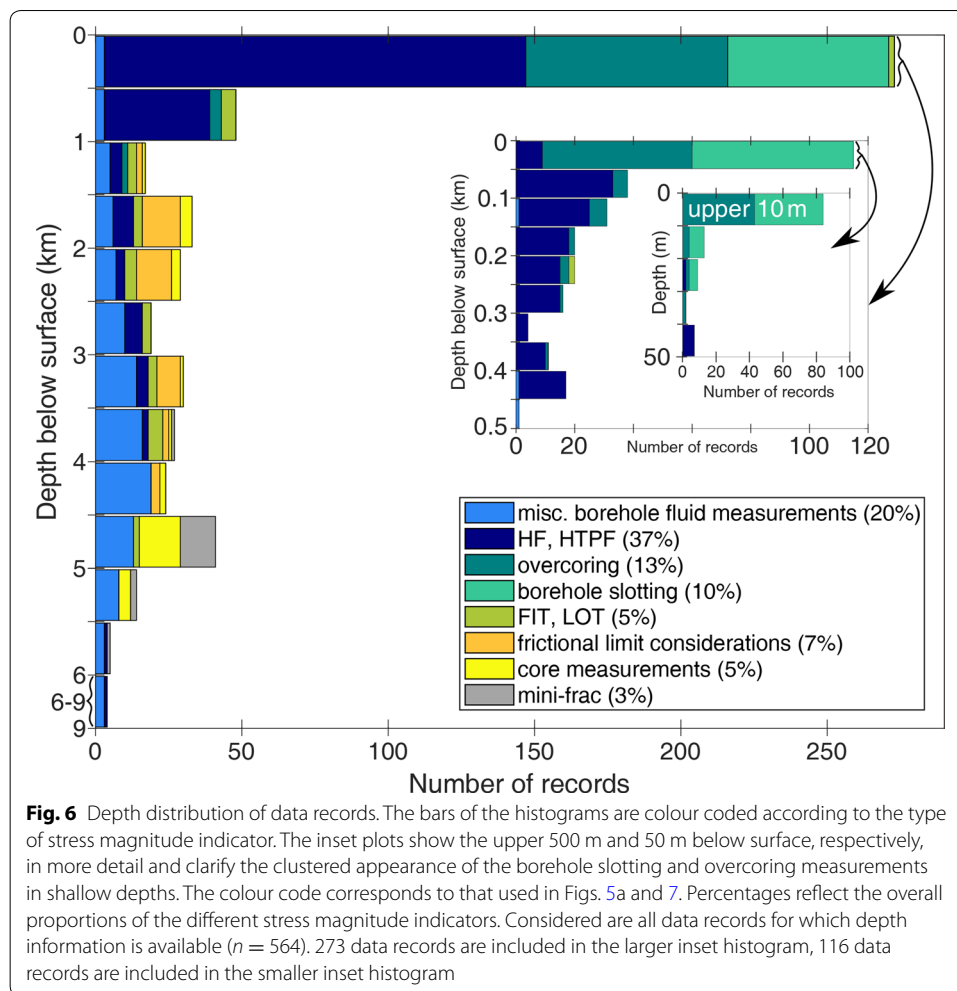 0
1
2
3
4
5
6
6-9
9
Depth below surface (km)
0
50
100
150
200
250
Number of records
0
0.1
0.2
0.3
0.4
0.5
Depth below surface (km)
0
20
Number of records
100
120
0
50
Depth (m)
upper 10 m
0
20
40
60
80
100
Number of records
misc. borehole fluid measurements (20%)
HF, HTPF (37%)
overcoring (13%)
borehole slotting (10%)
FIT, LOT (5%)
frictional limit considerations (7%)
core measurements (5%)
mini-frac (3%)
Fig. 6 Depth distribution of data records. The bars of the histograms are colour coded according to the type
of stress magnitude indicator. The inset plots show the upper 500 m and 50 m below surface, respectively,
in more detail and clarify the clustered appearance of the borehole slotting and overcoring measurements
in shallow depths. The colour code corresponds to that used in Figs. 5a and 7. Percentages reflect the overall
proportions of the different stress magnitude indicators. Considered are all data records for which depth
information is available (n = 564). 273 data records are included in the larger inset histogram, 116 data
records are included in the smaller inset histogram